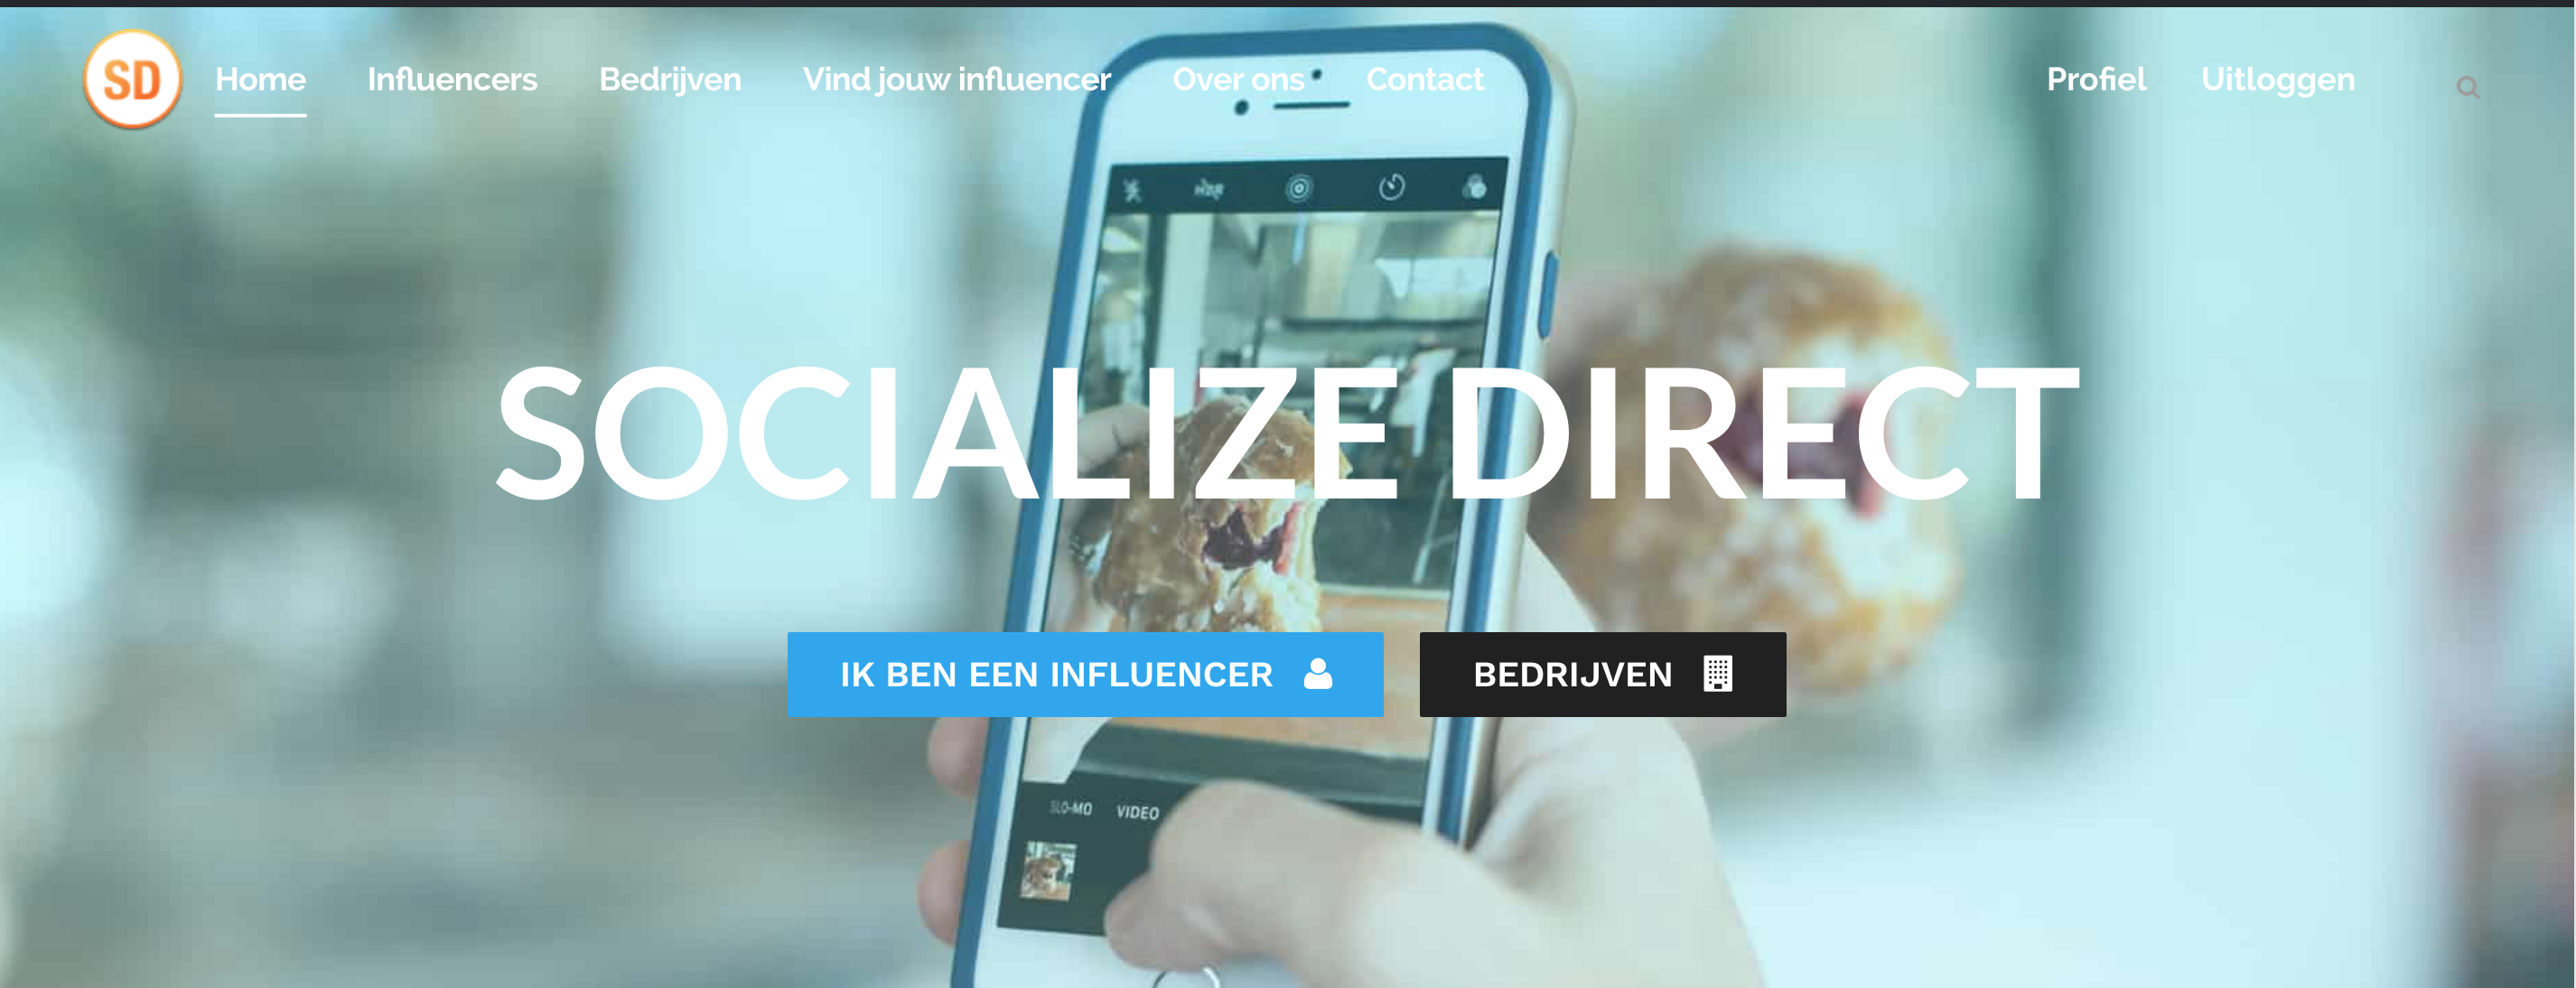 SD Home Influencers Bedrijven Vind jouw influencer Over ons Contact Profiel Uitloggen
HDR
SOCIALIZE DIRECT
IK BEN EEN INFLUENCER BEDRIJVEN
SLO-MO VIDEO